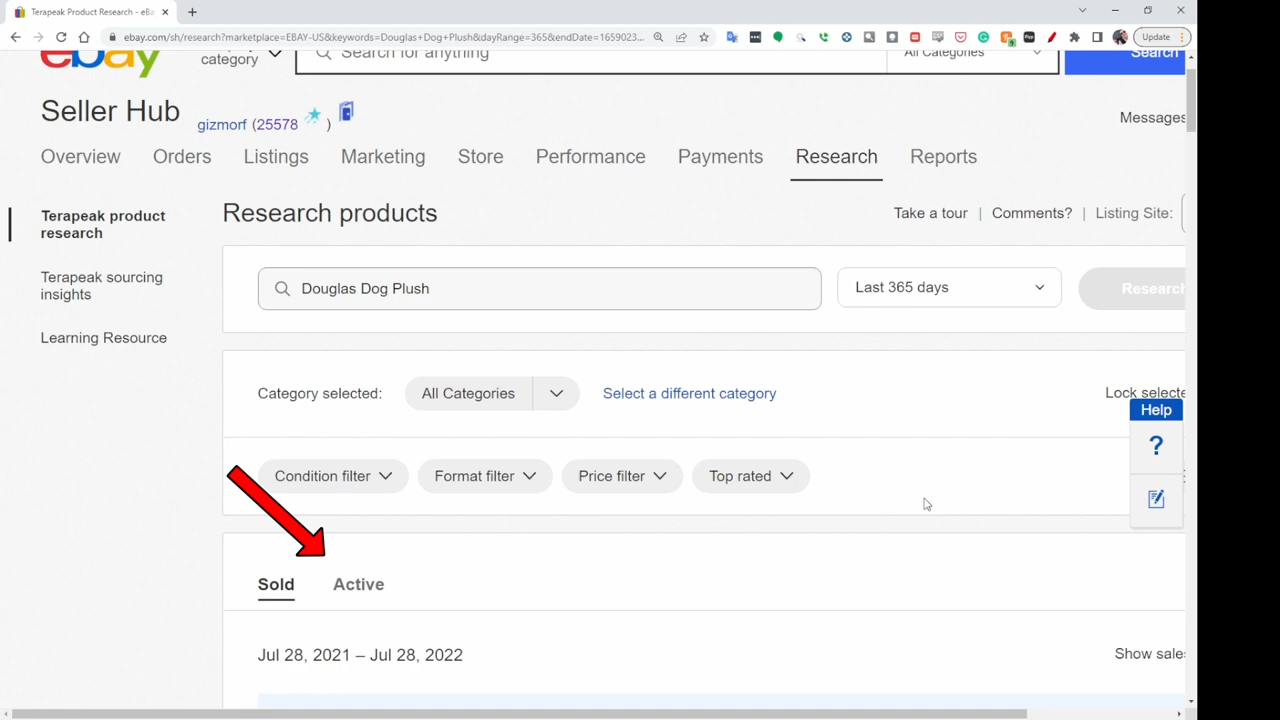 Terapeak Product Research - eBa
ebay.com/sh/research?marketplace=EBAY-US&keywords=Douglas+Dog+Plush&dayRange=365&endDate=1659023...
Update
ebay
category
Search for anything
All Categories
Search
Seller Hub
gizmorf (25578 )
Messages
Overview Orders Listings Marketing Store Performance Payments Research Reports
Terapeak product
research
Terapeak sourcing
insights
Learning Resource
Research products
Take a tour | Comments? | Listing Site:
Douglas Dog Plush
Last 365 days
Research
Category selected: All Categories Select a different category
Lock selecte
Help
?
Condition filter Format filter Price filter Top rated
Sold Active
Jul 28, 2021 – Jul 28, 2022
Show sale